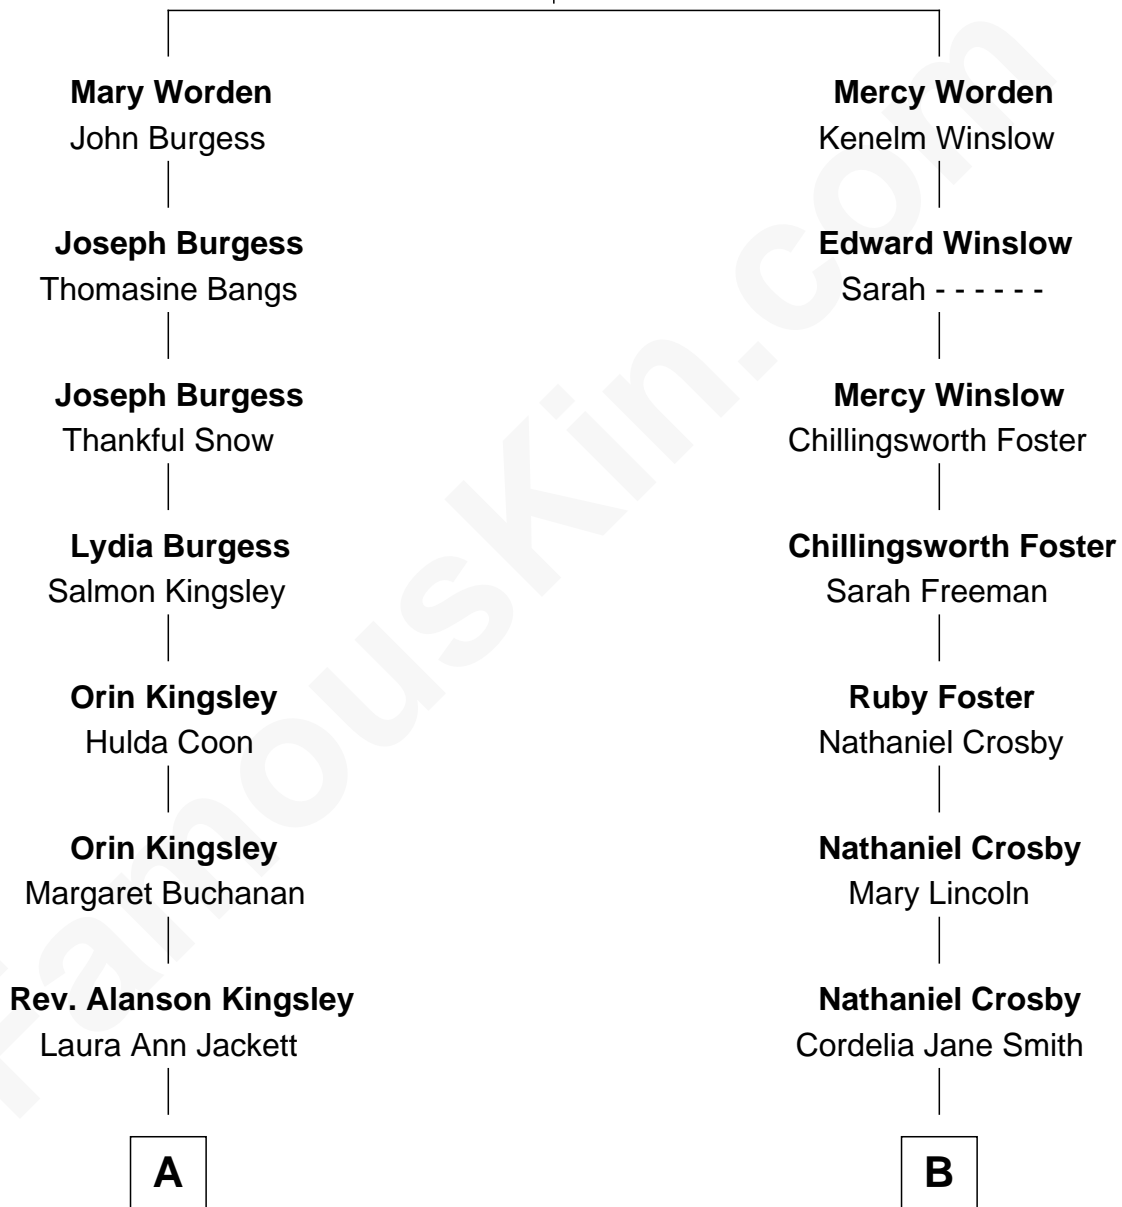 Mary Worden
John Burgess
Mercy Worden
Kenelm Winslow
Joseph Burgess
Thomasine Bangs
Edward Winslow
Sarah - - - - - -
Joseph Burgess
Thankful Snow
Mercy Winslow
Chillingsworth Foster
Lydia Burgess
Salmon Kingsley
Chillingsworth Foster
Sarah Freeman
Orin Kingsley
Hulda Coon
Ruby Foster
Nathaniel Crosby
Orin Kingsley
Margaret Buchanan
Nathaniel Crosby
Mary Lincoln
Rev. Alanson Kingsley
Laura Ann Jackett
Nathaniel Crosby
Cordelia Jane Smith
A
B
FamousKin.com